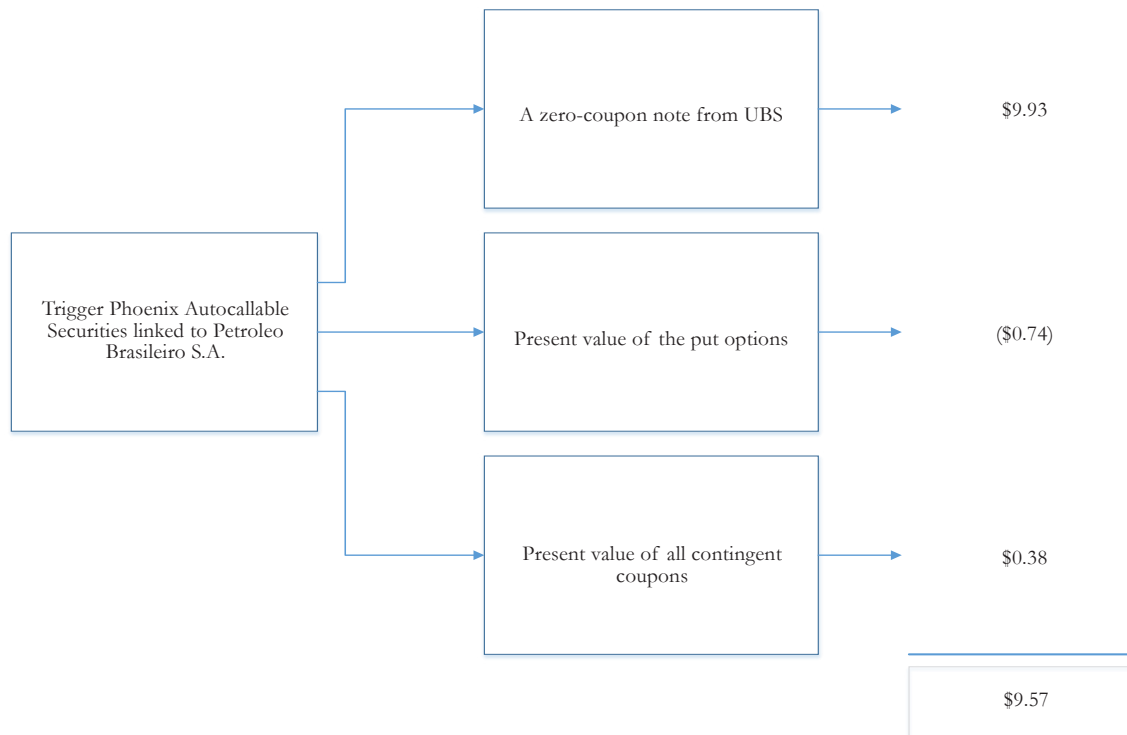 A zero-coupon note from UBS
$9.93
Trigger Phoenix Autocallable
Securities linked to Petroleo
Brasileiro S.A.
Present value of the put options
($0.74)
Present value of all contingent
coupons
$0.38
$9.57